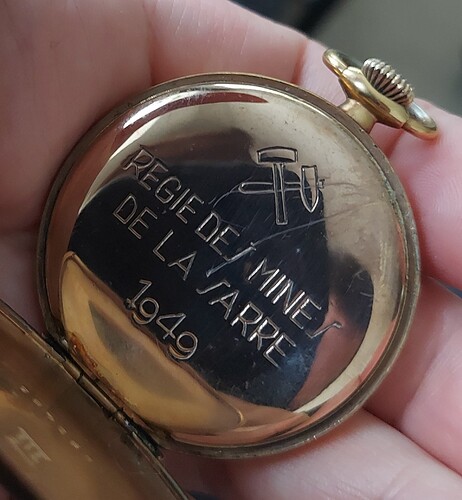 REGIE DES MINES
DE LA SARRE
1949